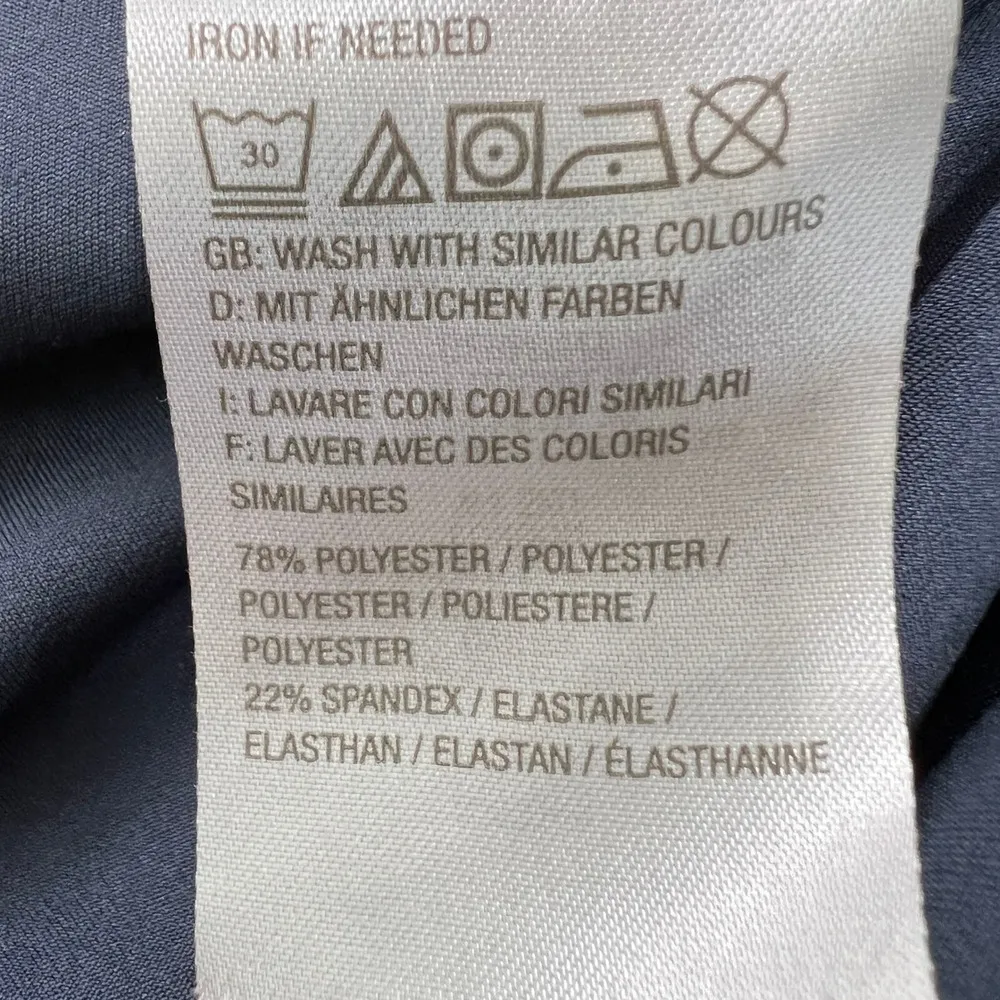 IRON IF NEEDED
30
GB: WASH WITH SIMILAR COLOURS
D: MIT ÄHNLICHEN FARBEN
WASCHEN
I: LAVARE CON COLORI SIMILARI
F: LAVER AVEC DES COLORIS
SIMILAIRES
78% POLYESTER / POLYESTER /
POLYESTER / POLIESTERE /
POLYESTER
22% SPANDEX / ELASTANE /
ELASTHAN / ELASTAN / ÉLASTHANNE